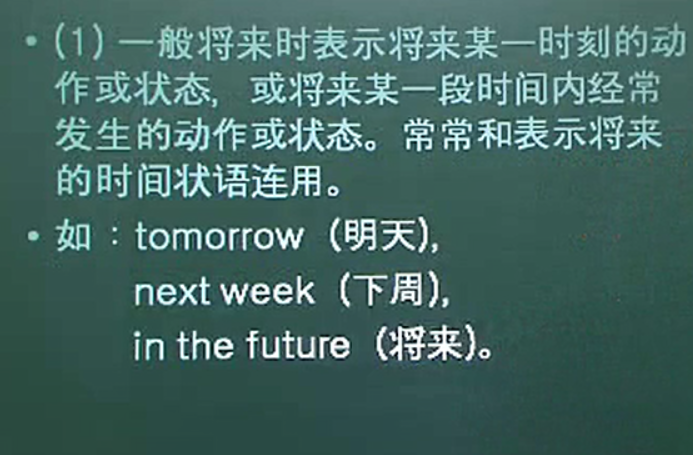 • (1) 一般将来时表示将来某一时刻的动
作或状态, 或将来某一段时间内经常
发生的动作或状态。常常和表示将来
的时间状语连用。
• 如：tomorrow (明天),
next week (下周),
in the future (将来)。